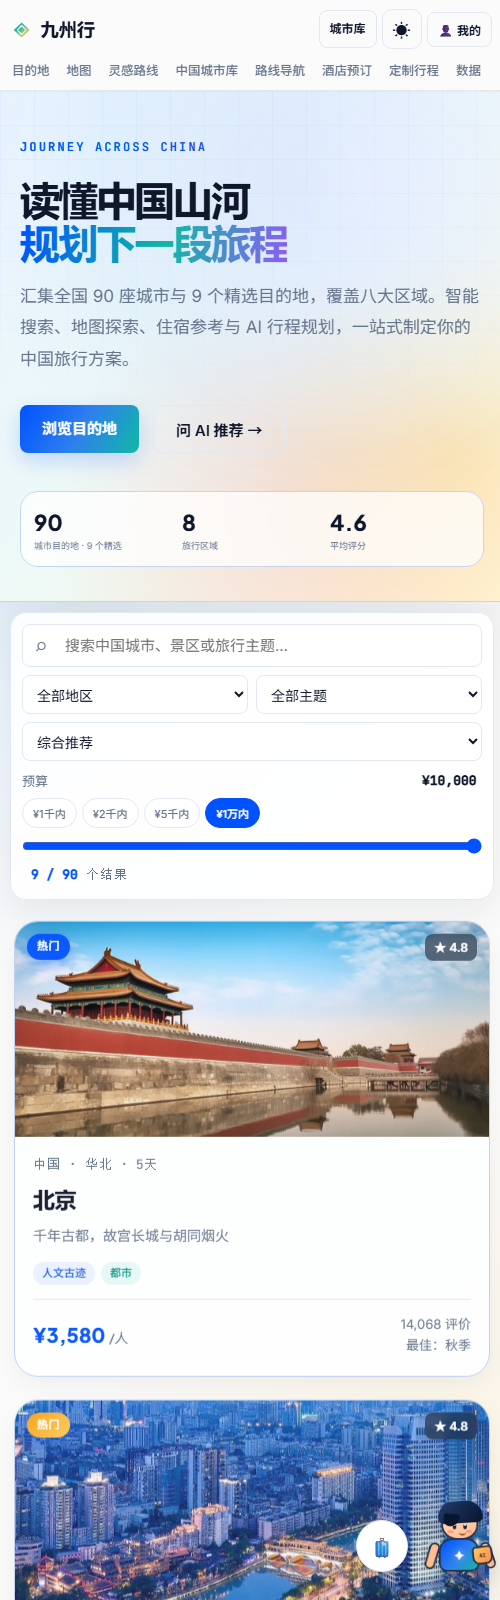 九州行
城市库
我的
目的地 地图 灵感路线 中国城市库 路线导航 酒店预订 定制行程 数据
JOURNEY ACROSS CHINA
读懂中国山河
规划下一段旅程
汇集全国 90 座城市与 9 个精选目的地，覆盖八大区域。智能
搜索、地图探索、住宿参考与 AI 行程规划，一站式制定你的
中国旅行方案。
浏览目的地 问 AI 推荐 →
90 8 4.6
城市目的地 · 9 个精选 旅行区域 平均评分
搜索中国城市、景区或旅行主题...
全部地区 全部主题
综合推荐
预算 ¥10,000
¥1千内 ¥2千内 ¥5千内 ¥1万内
9 / 90 个结果
热门 ★ 4.8
中国 · 华北 · 5天
北京
千年古都，故宫长城与胡同烟火
人文古迹 都市
¥3,580 /人
14,068 评价
最佳：秋季
热门 ★ 4.8